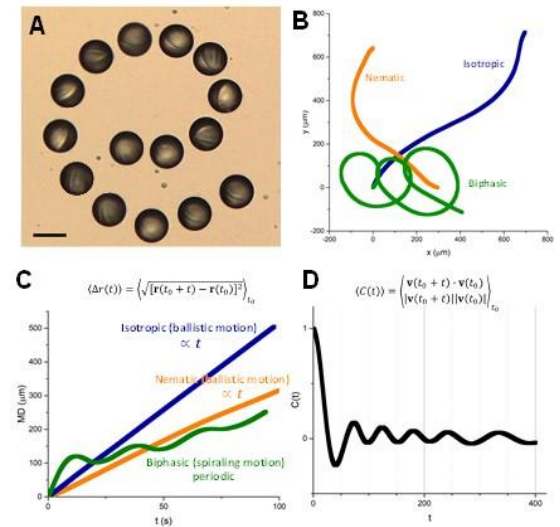 A
B
800
600
400
200
0
-200
-200
0
200
400
600
800
y (µm)
x (µm)
Nematic
Isotropic
Biphasic
C
⟨Δr(t)⟩ = ⟨√[r(t₀ + t) − r(t₀)]²⟩ t₀
500
400
300
200
100
0
0
50
100
MD (µm)
t (s)
Isotropic (ballistic motion)
∝ t
Nematic (ballistic motion)
∝ t
Biphasic (spiraling motion)
periodic
D
⟨C(t)⟩ = ⟨v(t₀ + t) · v(t₀) / |v(t₀ + t)||v(t₀)|⟩ t₀
1
0
C(t)
0
200
400
t